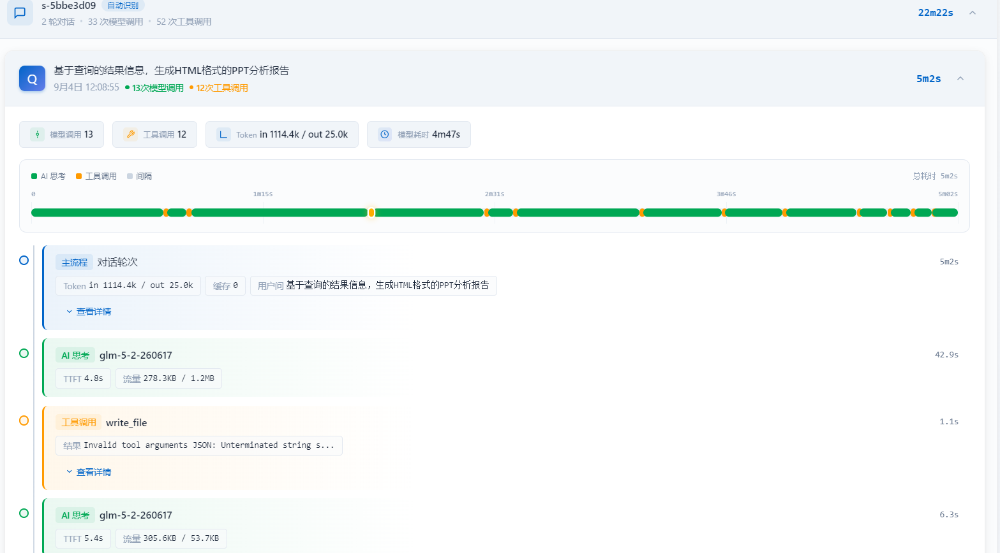 s-5bbe3d09 自动识别
2 轮对话 • 33 次模型调用 • 52 次工具调用
22m22s
Q
基于查询的结果信息，生成HTML格式的PPT分析报告
9月4日 12:08:55 13次模型调用 12次工具调用
5m2s
模型调用 13
工具调用 12
Token in 1114.4k / out 25.0k
模型耗时 4m47s
AI 思考 工具调用 间隔
总耗时 5m2s
0 1m15s 2m31s 3m46s 5m02s
主流程 对话轮次
5m2s
Token in 1114.4k / out 25.0k 缓存 0 用户问 基于查询的结果信息，生成HTML格式的PPT分析报告
查看详情
AI 思考 glm-5-2-260617
42.9s
TTFT 4.8s 流量 278.3KB / 1.2MB
工具调用 write_file
1.1s
结果 Invalid tool arguments JSON: Unterminated string s...
查看详情
AI 思考 glm-5-2-260617
6.3s
TTFT 5.4s 流量 305.6KB / 53.7KB